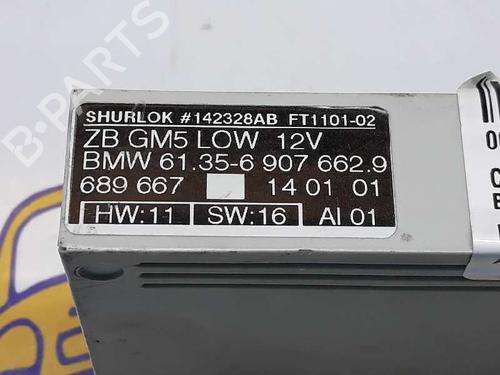 B-PARTS
SHURLOK #142328AB FT1101-02
ZB GM5 LOW 12V
BMW 61.35-6 907 662.9
689 667 14 01 01
HW:11 SW:16 AI 01